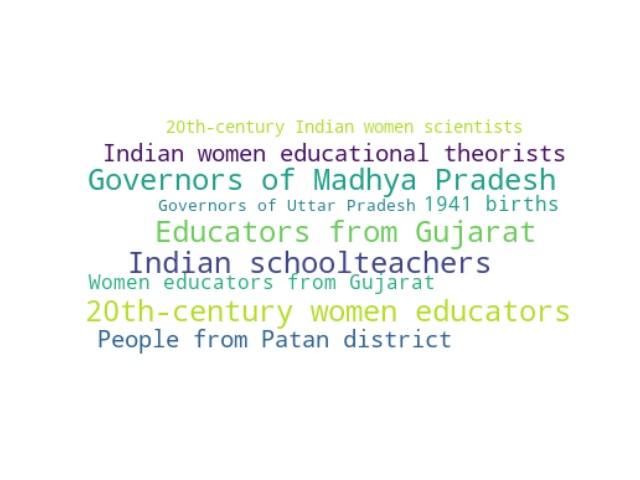 20th-century Indian women scientists
Indian women educational theorists
Governors of Madhya Pradesh
Governors of Uttar Pradesh 1941 births
Educators from Gujarat
Indian schoolteachers
Women educators from Gujarat
20th-century women educators
People from Patan district